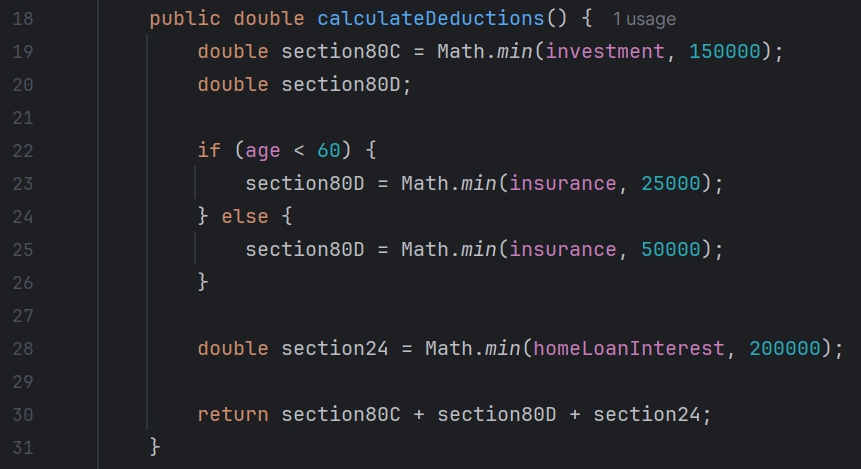 18 public double calculateDeductions() { 1 usage
19 double section80C = Math.min(investment, 150000);
20 double section80D;
21
22 if (age < 60) {
23 section80D = Math.min(insurance, 25000);
24 } else {
25 section80D = Math.min(insurance, 50000);
26 }
27
28 double section24 = Math.min(homeLoanInterest, 200000);
29
30 return section80C + section80D + section24;
31 }